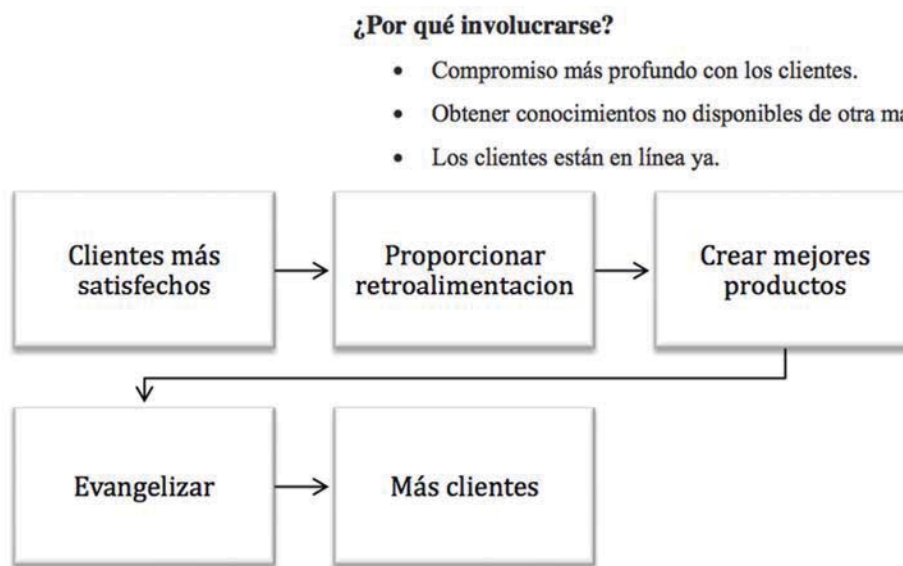 ¿Por qué involucrarse?
• Compromiso más profundo con los clientes.
• Obtener conocimientos no disponibles de otra
• Los clientes están en línea ya.
Clientes más
satisfechos
Proporcionar
retroalimentacion
Crear mejores
productos
Evangelizar
Más clientes